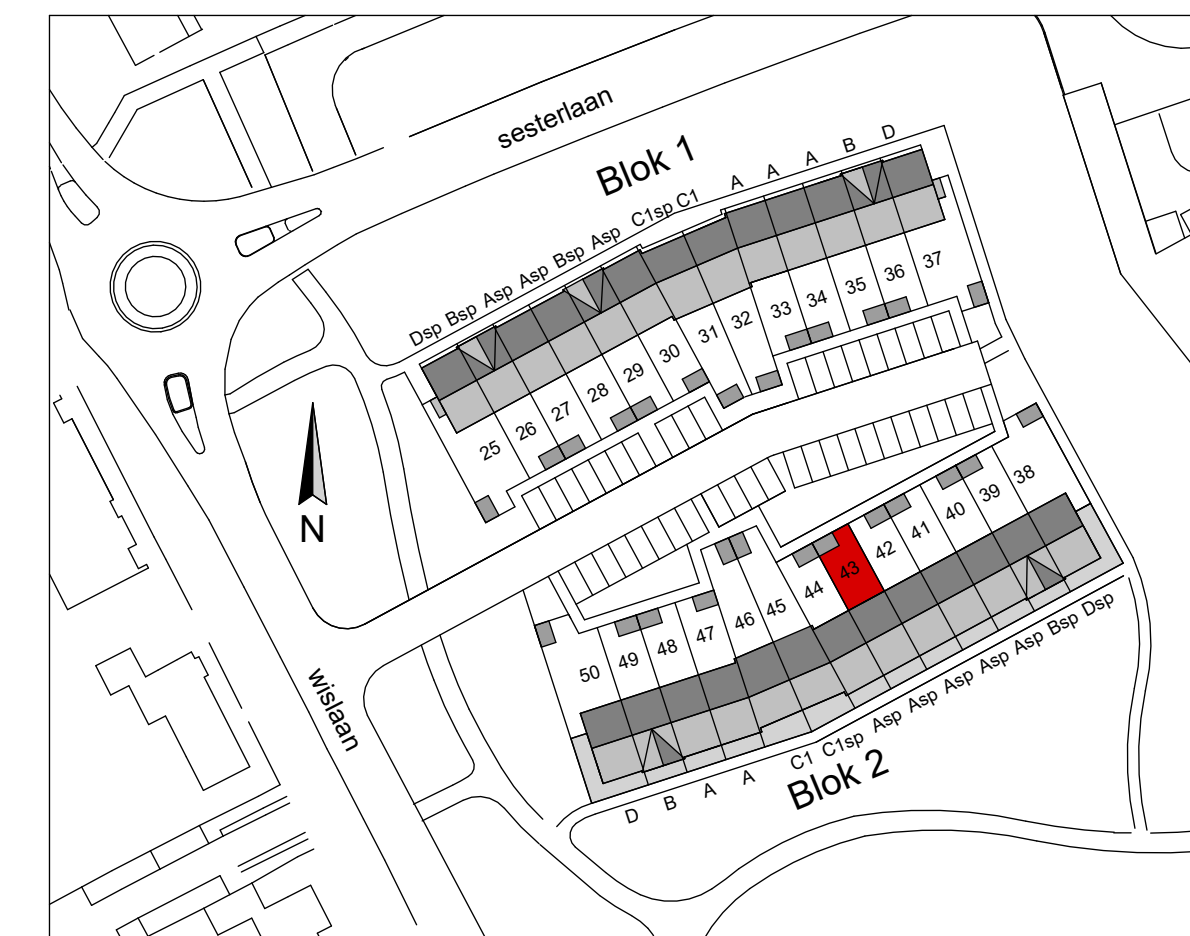 sesterlaan
Blok 1
Dsp Bsp Asp Asp Bsp Asp C1sp C1 A A A B D
25 26 27 28 29 30 31 32 33 34 35 36 37
N
38
39
40
41
42
43
44
45
46
47
48
49
50
wislaan
D B A A C1 C1sp Asp Asp Asp Asp Asp Bsp Dsp
Blok 2